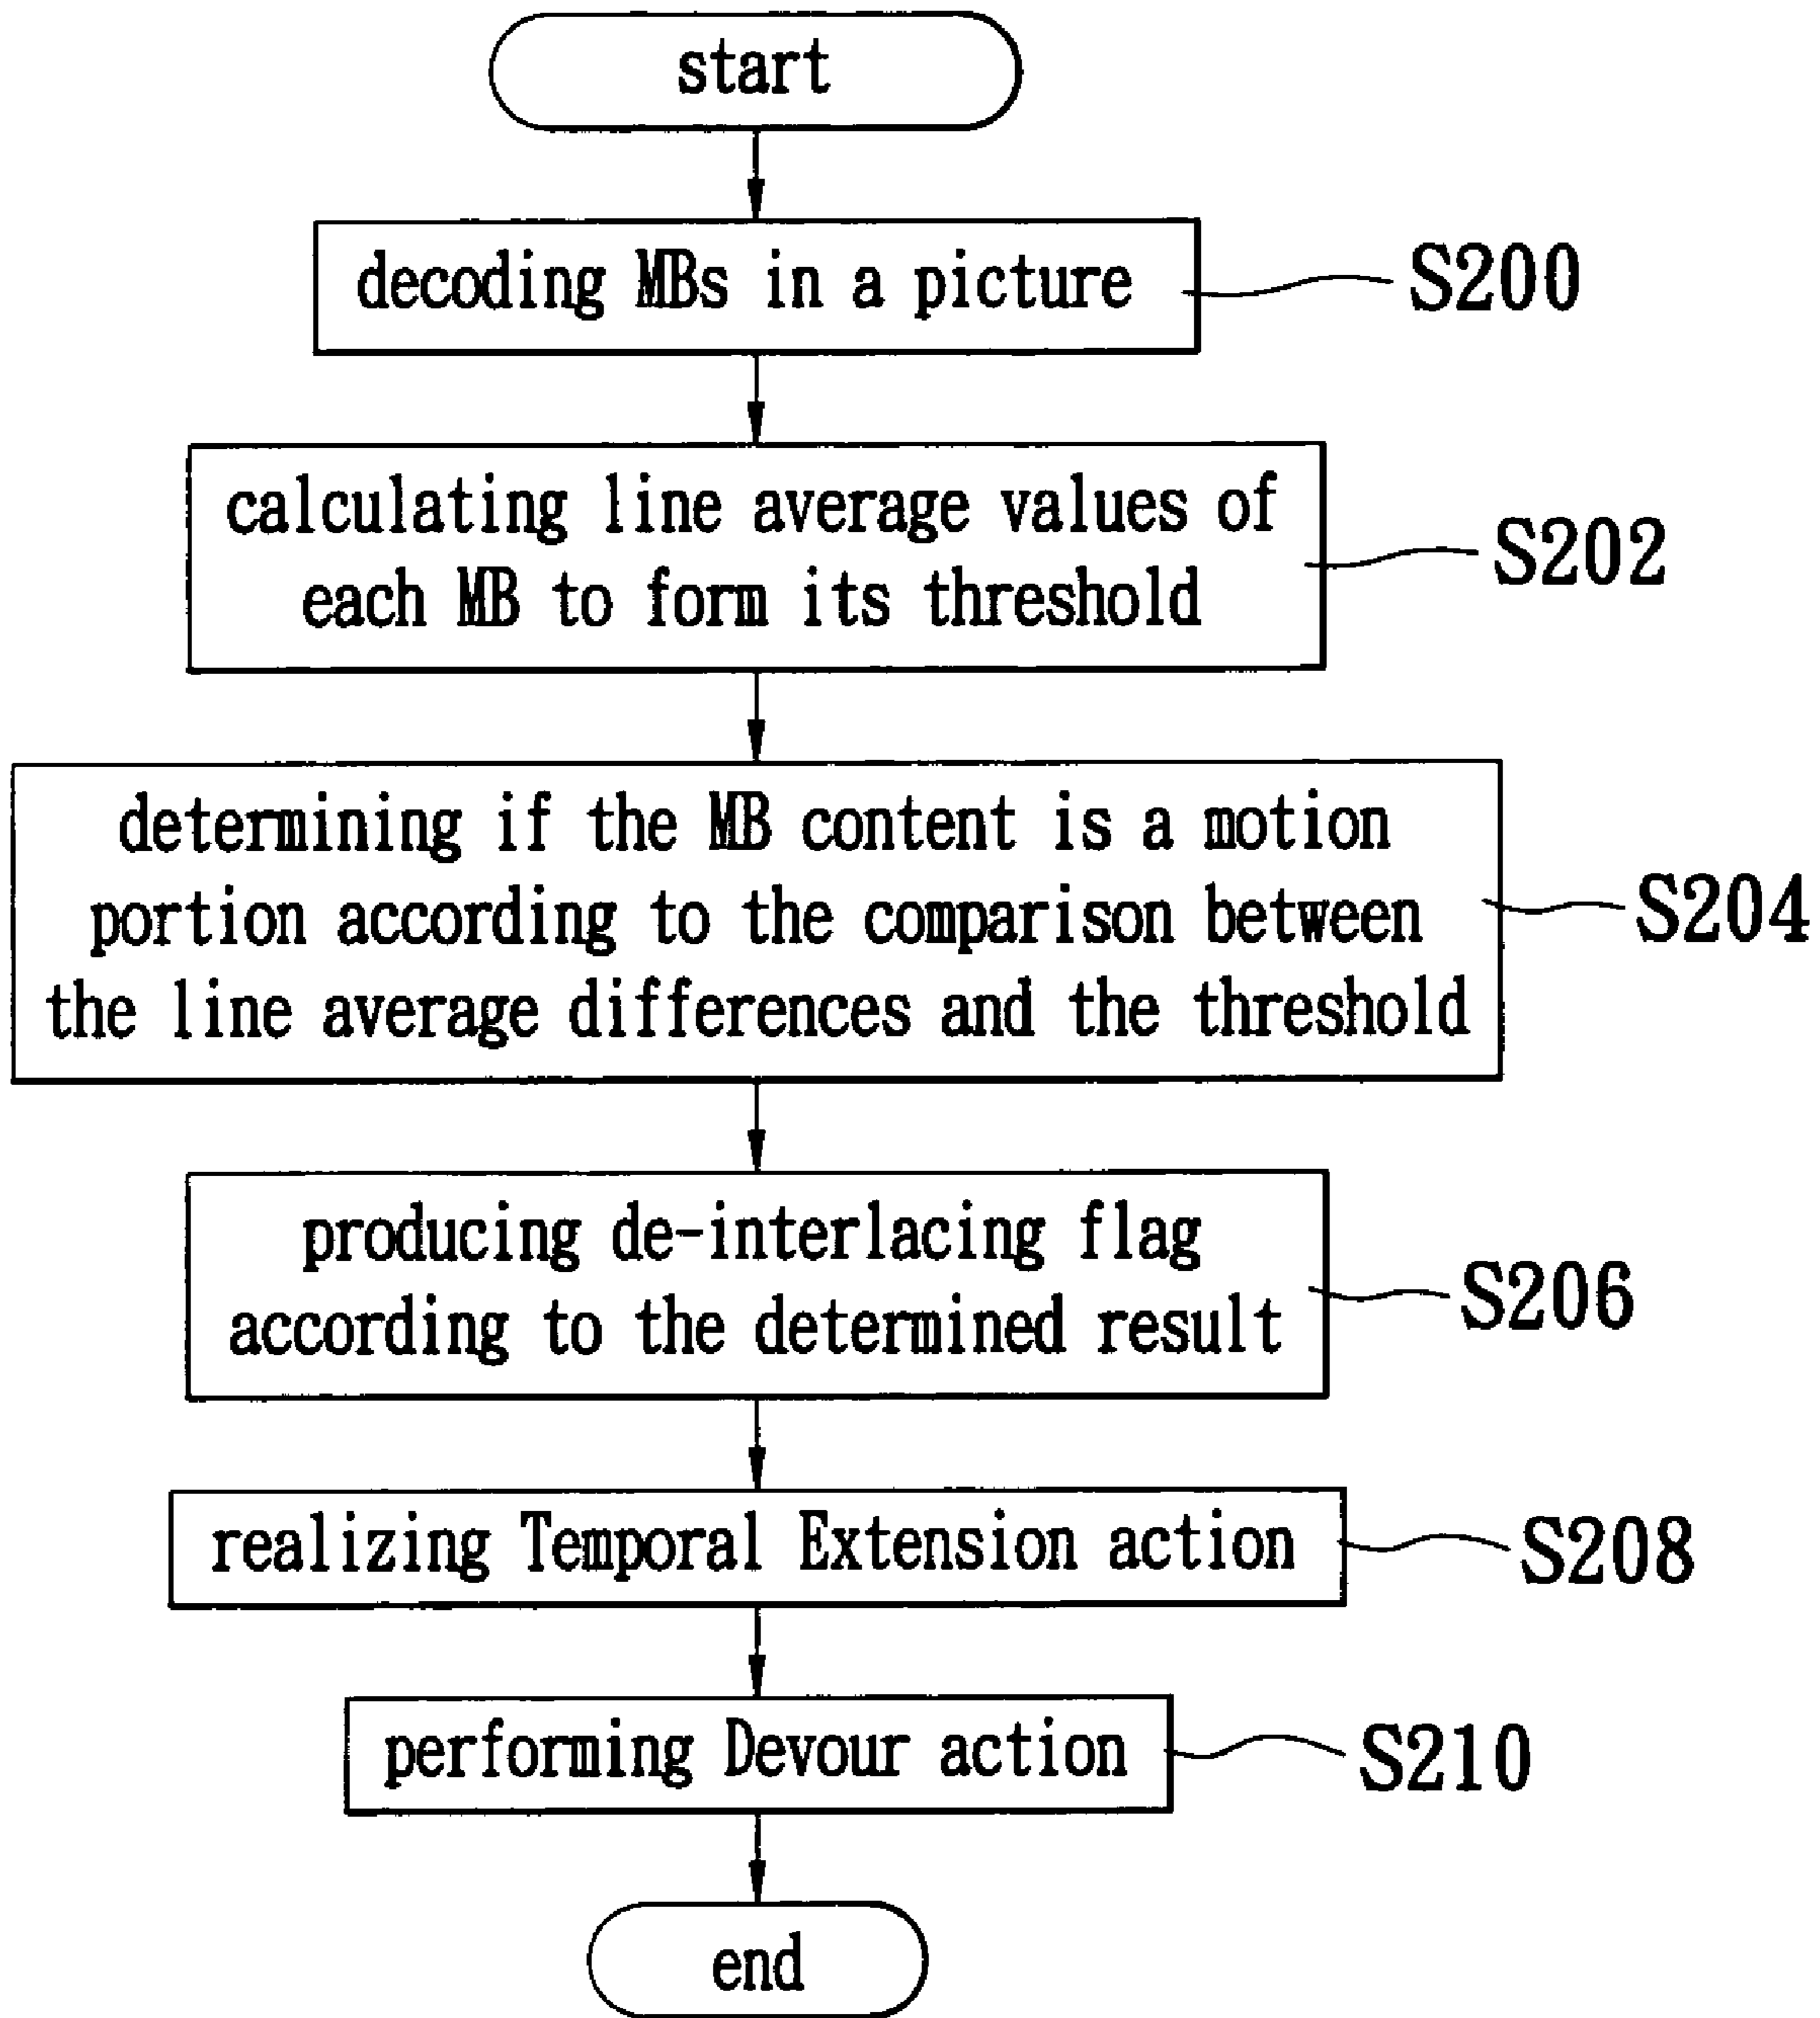 start
decoding MBs in a picture
S200
calculating line average values of
each MB to form its threshold
S202
determining if the MB content is a motion
portion according to the comparison between
the line average differences and the threshold
S204
producing de-interlacing flag
according to the determined result
S206
realizing Temporal Extension action
S208
performing Devour action
S210
end